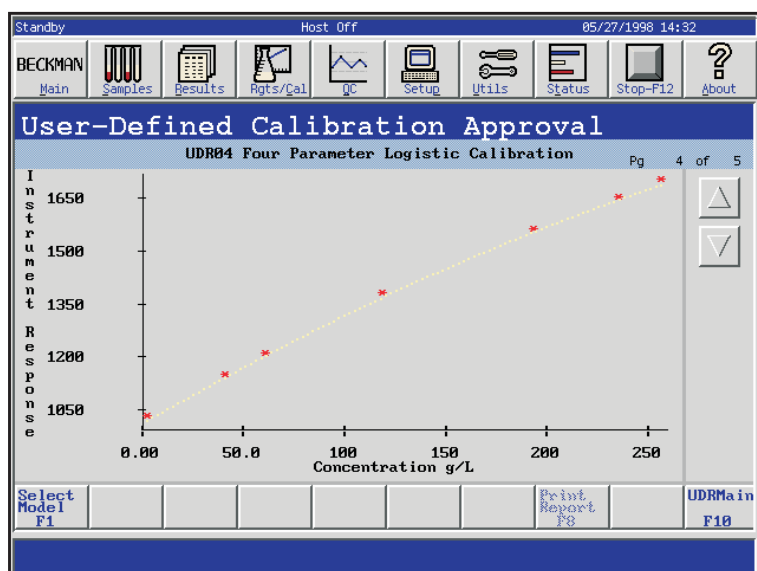 Standby Host Off 05/27/1998 14:32
BECKMAN
Main Samples Results Rgts/Cal QC Setup Utils Status Stop-F12 About
User-Defined Calibration Approval
UDR04 Four Parameter Logistic Calibration Pg 4 of 5
Instrument Response
1650
1500
1350
1200
1050
0.00 50.0 100 150 200 250
Concentration g/L
Select Model F1
Print Report F8
UDRMain F10